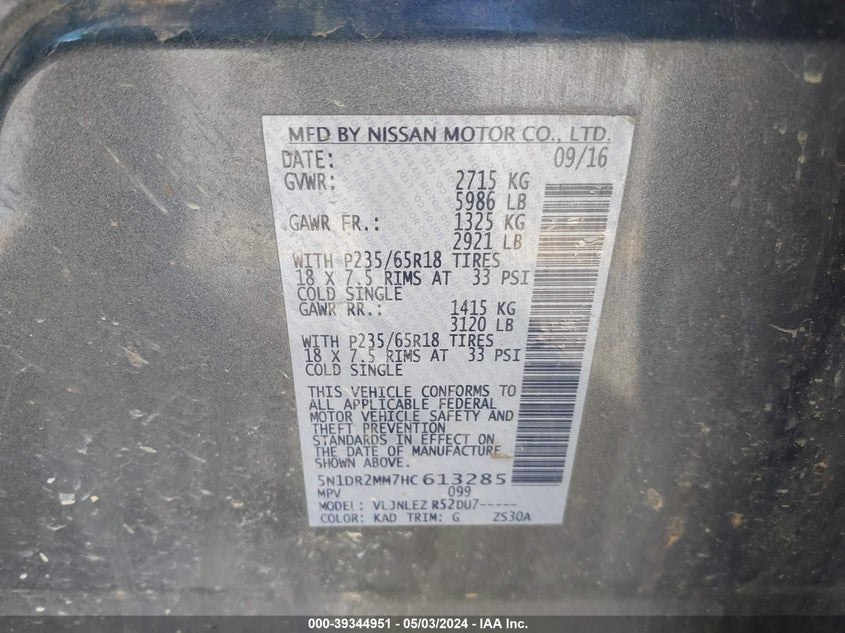 MFD BY NISSAN MOTOR CO., LTD.
DATE: 09/16
GVWR: 2715 KG
5986 LB
GAWR FR.: 1325 KG
2921 LB
WITH P235/65R18 TIRES
18 X 7.5 RIMS AT 33 PSI
COLD SINGLE
GAWR RR.: 1415 KG
3120 LB
WITH P235/65R18 TIRES
18 X 7.5 RIMS AT 33 PSI
COLD SINGLE
THIS VEHICLE CONFORMS TO
ALL APPLICABLE FEDERAL
MOTOR VEHICLE SAFETY AND
THEFT PREVENTION
STANDARDS IN EFFECT ON
THE DATE OF MANUFACTURE
SHOWN ABOVE.
5N1DR2MM7HC 613285
MPV 099
MODEL: VLJNLEZ R52DU7-----
COLOR: KAD TRIM: G ZS30A
000-39344951 - 05/03/2024 - IAA Inc.